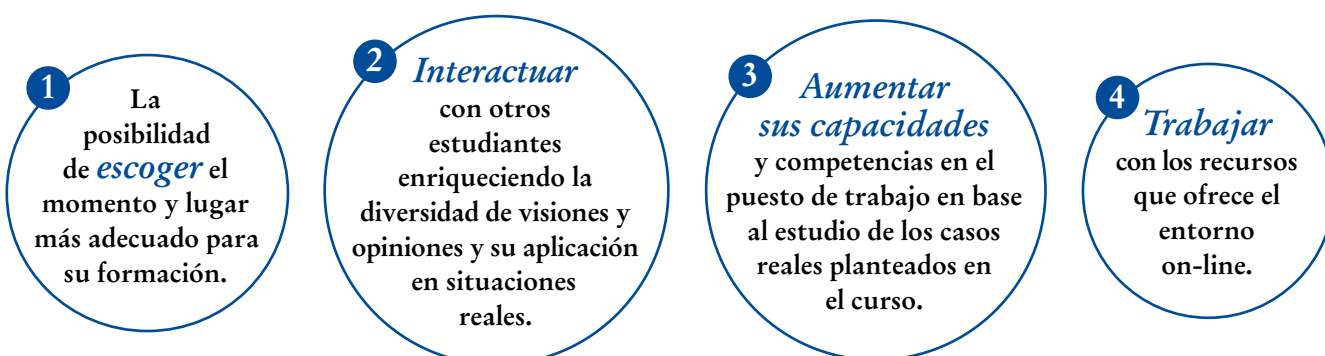 1
La
posibilidad
de escoger el
momento y lugar
más adecuado para
su formación.
2
Interactuar
con otros
estudiantes
enriqueciendo la
diversidad de visiones y
opiniones y su aplicación
en situaciones
reales.
3
Aumentar
sus capacidades
y competencias en el
puesto de trabajo en base
al estudio de los casos
reales planteados en
el curso.
4
Trabajar
con los recursos
que ofrece el
entorno
on-line.